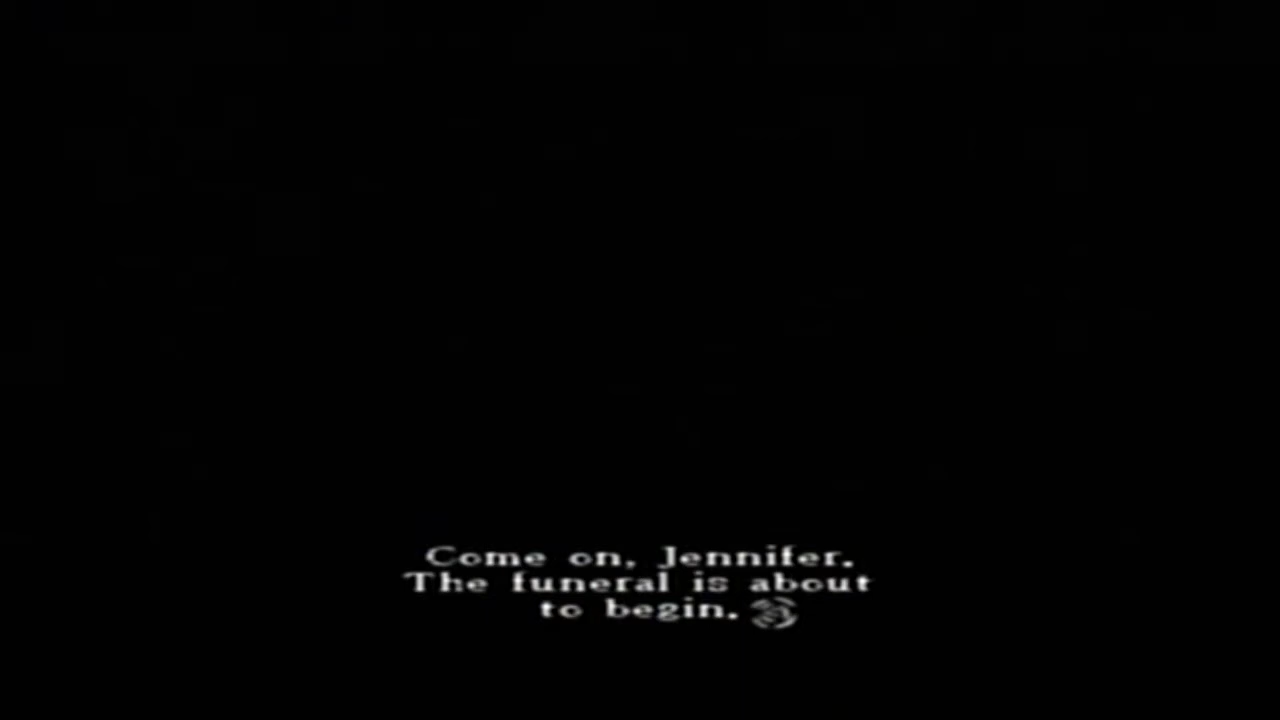 Come on, Jennifer.
The funeral is about
to begin.